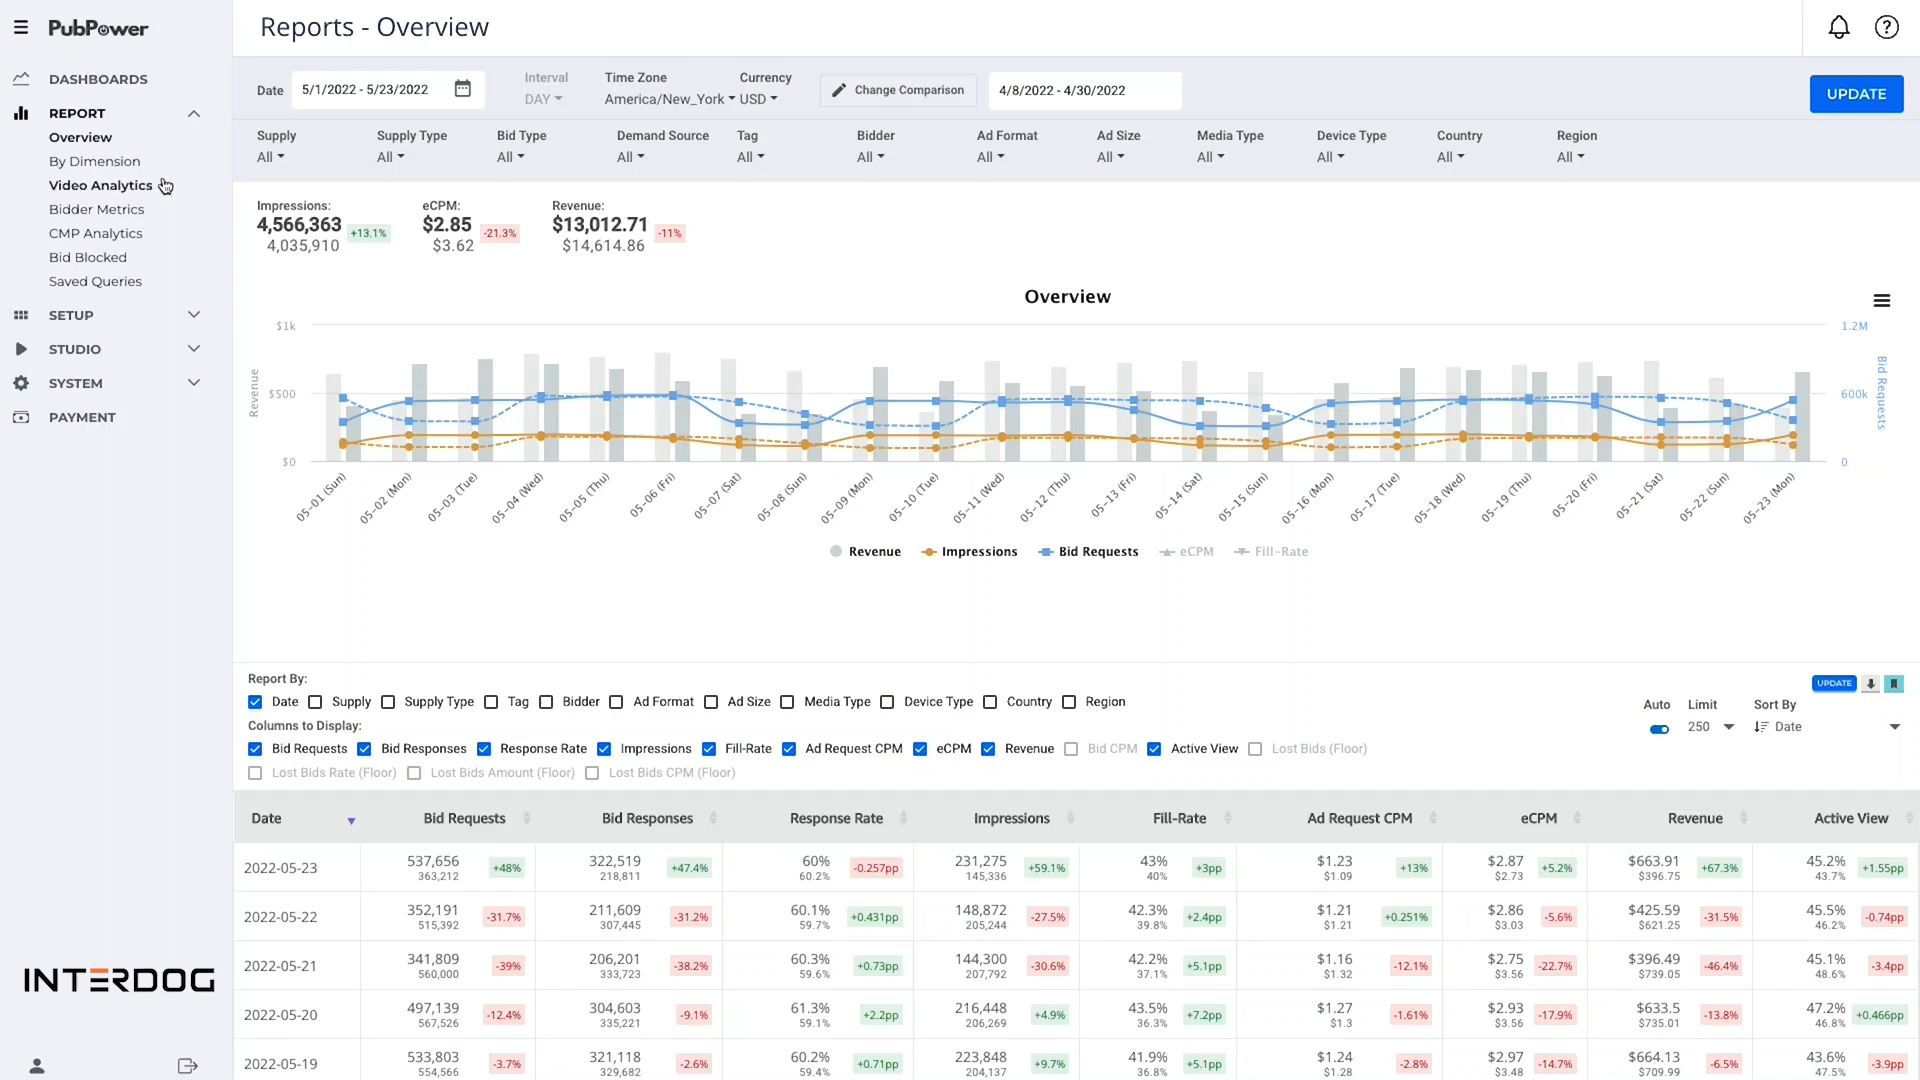 PubPower
Reports - Overview
DASHBOARDS
REPORT
Overview
By Dimension
Video Analytics
Bidder Metrics
CMP Analytics
Bid Blocked
Saved Queries
SETUP
STUDIO
SYSTEM
PAYMENT
INTERDOG
Date 5/1/2022 - 5/23/2022
Interval
DAY
Time Zone
America/New_York
Currency
USD
Change Comparison
4/8/2022 - 4/30/2022
UPDATE
Supply Supply Type Bid Type Demand Source Tag Bidder Ad Format Ad Size Media Type Device Type Country Region
All All All All All All All All All All All All
Impressions:
4,566,363 +13.1%
4,035,910
eCPM:
$2.85 -21.3%
$3.62
Revenue:
$13,012.71 -11%
$14,614.86
Overview
$1k 1.2M
$500 600k
$0 0
Revenue
Bid Requests
05-01 (Sun) 05-02 (Mon) 05-03 (Tue) 05-04 (Wed) 05-05 (Thu) 05-06 (Fri) 05-07 (Sat) 05-08 (Sun) 05-09 (Mon) 05-10 (Tue) 05-11 (Wed) 05-12 (Thu) 05-13 (Fri) 05-14 (Sat) 05-15 (Sun) 05-16 (Mon) 05-17 (Tue) 05-18 (Wed) 05-19 (Thu) 05-20 (Fri) 05-21 (Sat) 05-22 (Sun) 05-23 (Mon)
Revenue Impressions Bid Requests eCPM Fill-Rate
Report By:
Date Supply Supply Type Tag Bidder Ad Format Ad Size Media Type Device Type Country Region
Columns to Display:
Bid Requests Bid Responses Response Rate Impressions Fill-Rate Ad Request CPM eCPM Revenue Bid CPM Active View Lost Bids (Floor)
Lost Bids Rate (Floor) Lost Bids Amount (Floor) Lost Bids CPM (Floor)
UPDATE
Auto Limit Sort By
250 Date
Date Bid Requests Bid Responses Response Rate Impressions Fill-Rate Ad Request CPM eCPM Revenue Active View
2022-05-23 537,656 +48% 322,519 +47.4% 60% -0.257pp 231,275 +59.1% 43% +3pp $1.23 +13% $2.87 +5.2% $663.91 +67.3% 45.2% +1.55pp
363,212 218,811 60.2% 145,336 40% $1.09 $2.73 $396.75 43.7%
2022-05-22 352,191 -31.7% 211,609 -31.2% 60.1% +0.431pp 148,872 -27.5% 42.3% +2.4pp $1.21 +0.251% $2.86 -5.6% $425.59 -31.5% 45.5% -0.74pp
515,392 307,445 59.7% 205,244 39.8% $1.21 $3.03 $621.25 46.2%
2022-05-21 341,809 -39% 206,201 -38.2% 60.3% +0.73pp 144,300 -30.6% 42.2% +5.1pp $1.16 -12.1% $2.75 -22.7% $396.49 -46.4% 45.1% -3.4pp
560,000 333,723 59.6% 207,792 37.1% $1.32 $3.56 $739.05 48.6%
2022-05-20 497,139 -12.4% 304,603 -9.1% 61.3% +2.2pp 216,448 +4.9% 43.5% +7.2pp $1.27 -1.61% $2.93 -17.9% $633.5 -13.8% 47.2% +0.466pp
567,526 335,221 59.1% 206,269 36.3% $1.3 $3.56 $735.01 46.8%
2022-05-19 533,803 -3.7% 321,118 -2.6% 60.2% +0.71pp 223,848 +9.7% 41.9% +5.1pp $1.24 -2.8% $2.97 -14.7% $664.13 -6.5% 43.6% -3.9pp
554,566 329,682 59.4% 204,137 36.8% $1.28 $3.48 $709.99 47.5%